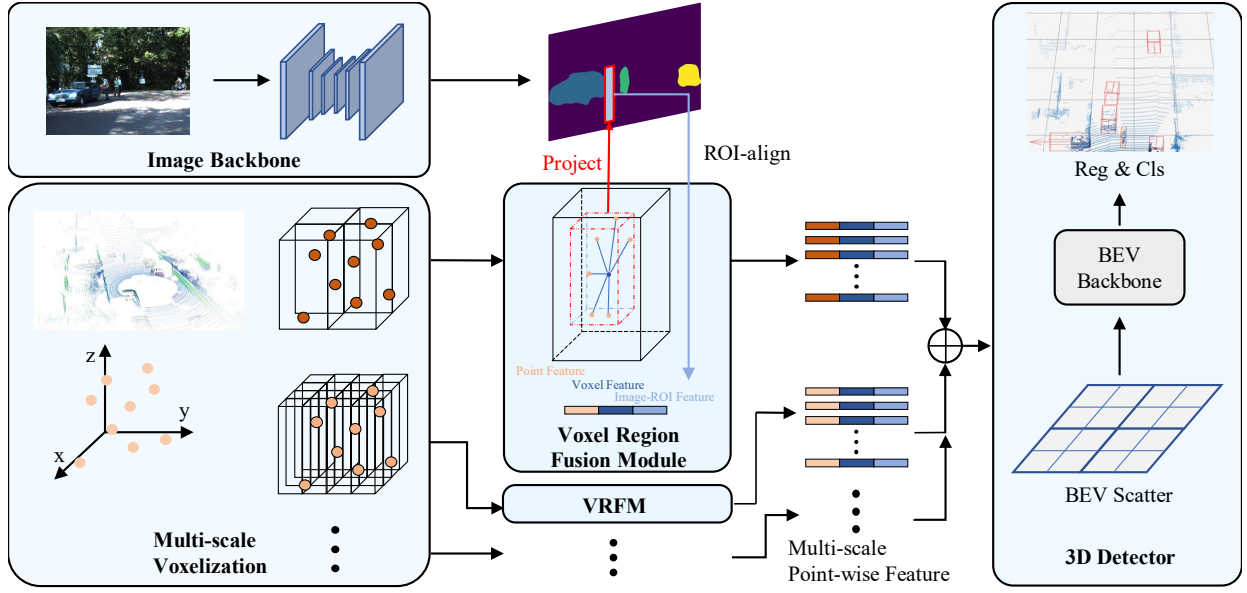 Image Backbone
Project
ROI-align
Reg & Cls
BEV
Backbone
z
y
x
Point Feature
Voxel Feature
Image-ROI Feature
Voxel Region
Fusion Module
VRFM
Multi-scale
Voxelization
Multi-scale
Point-wise Feature
BEV Scatter
3D Detector